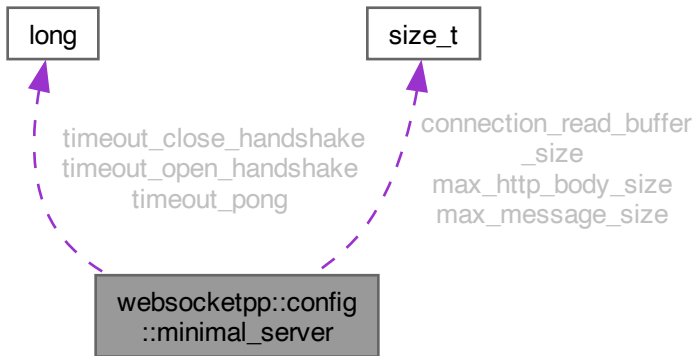 long
size_t
timeout_close_handshake
timeout_open_handshake
timeout_pong
connection_read_buffer
_size
max_http_body_size
max_message_size
websocketpp::config
::minimal_server